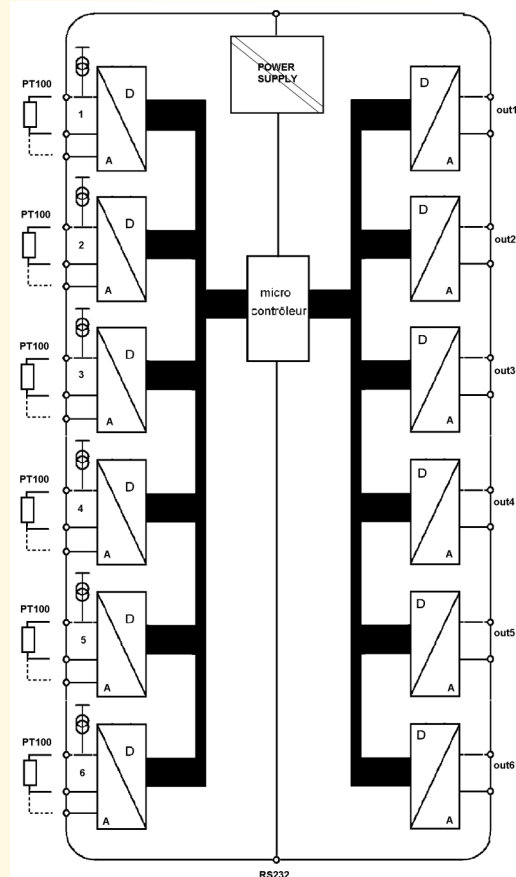 POWER
SUPPLY
PT100
1
D
A
D
A
out1
PT100
2
D
A
D
A
out2
micro
contrôleur
PT100
3
D
A
D
A
out3
PT100
4
D
A
D
A
out4
PT100
5
D
A
D
A
out5
PT100
6
D
A
D
A
out6
RS232